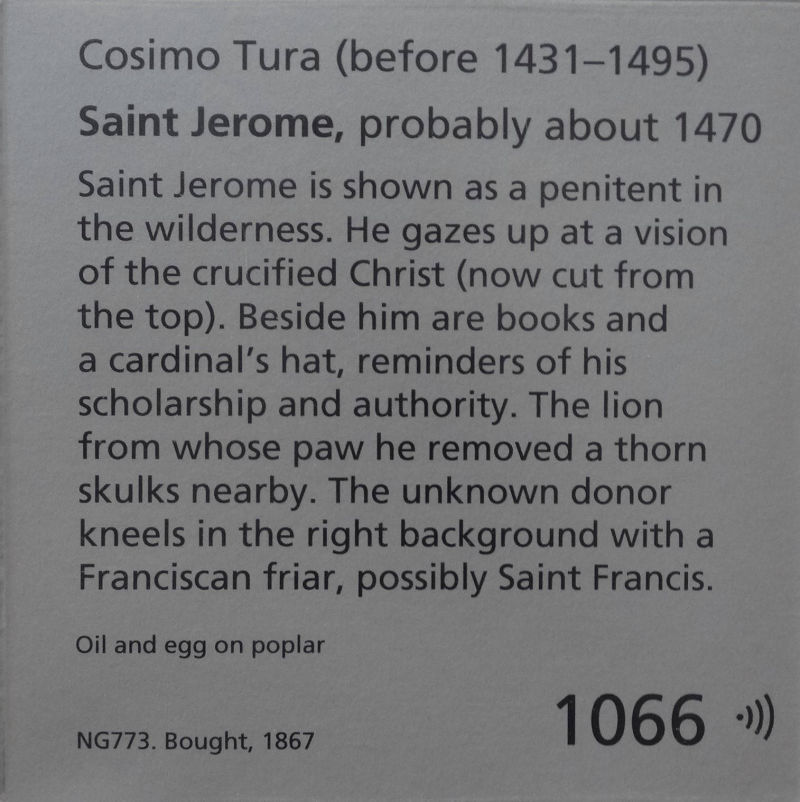 Cosimo Tura (before 1431–1495)
Saint Jerome, probably about 1470
Saint Jerome is shown as a penitent in
the wilderness. He gazes up at a vision
of the crucified Christ (now cut from
the top). Beside him are books and
a cardinal's hat, reminders of his
scholarship and authority. The lion
from whose paw he removed a thorn
skulks nearby. The unknown donor
kneels in the right background with a
Franciscan friar, possibly Saint Francis.
Oil and egg on poplar
NG773. Bought, 1867
1066